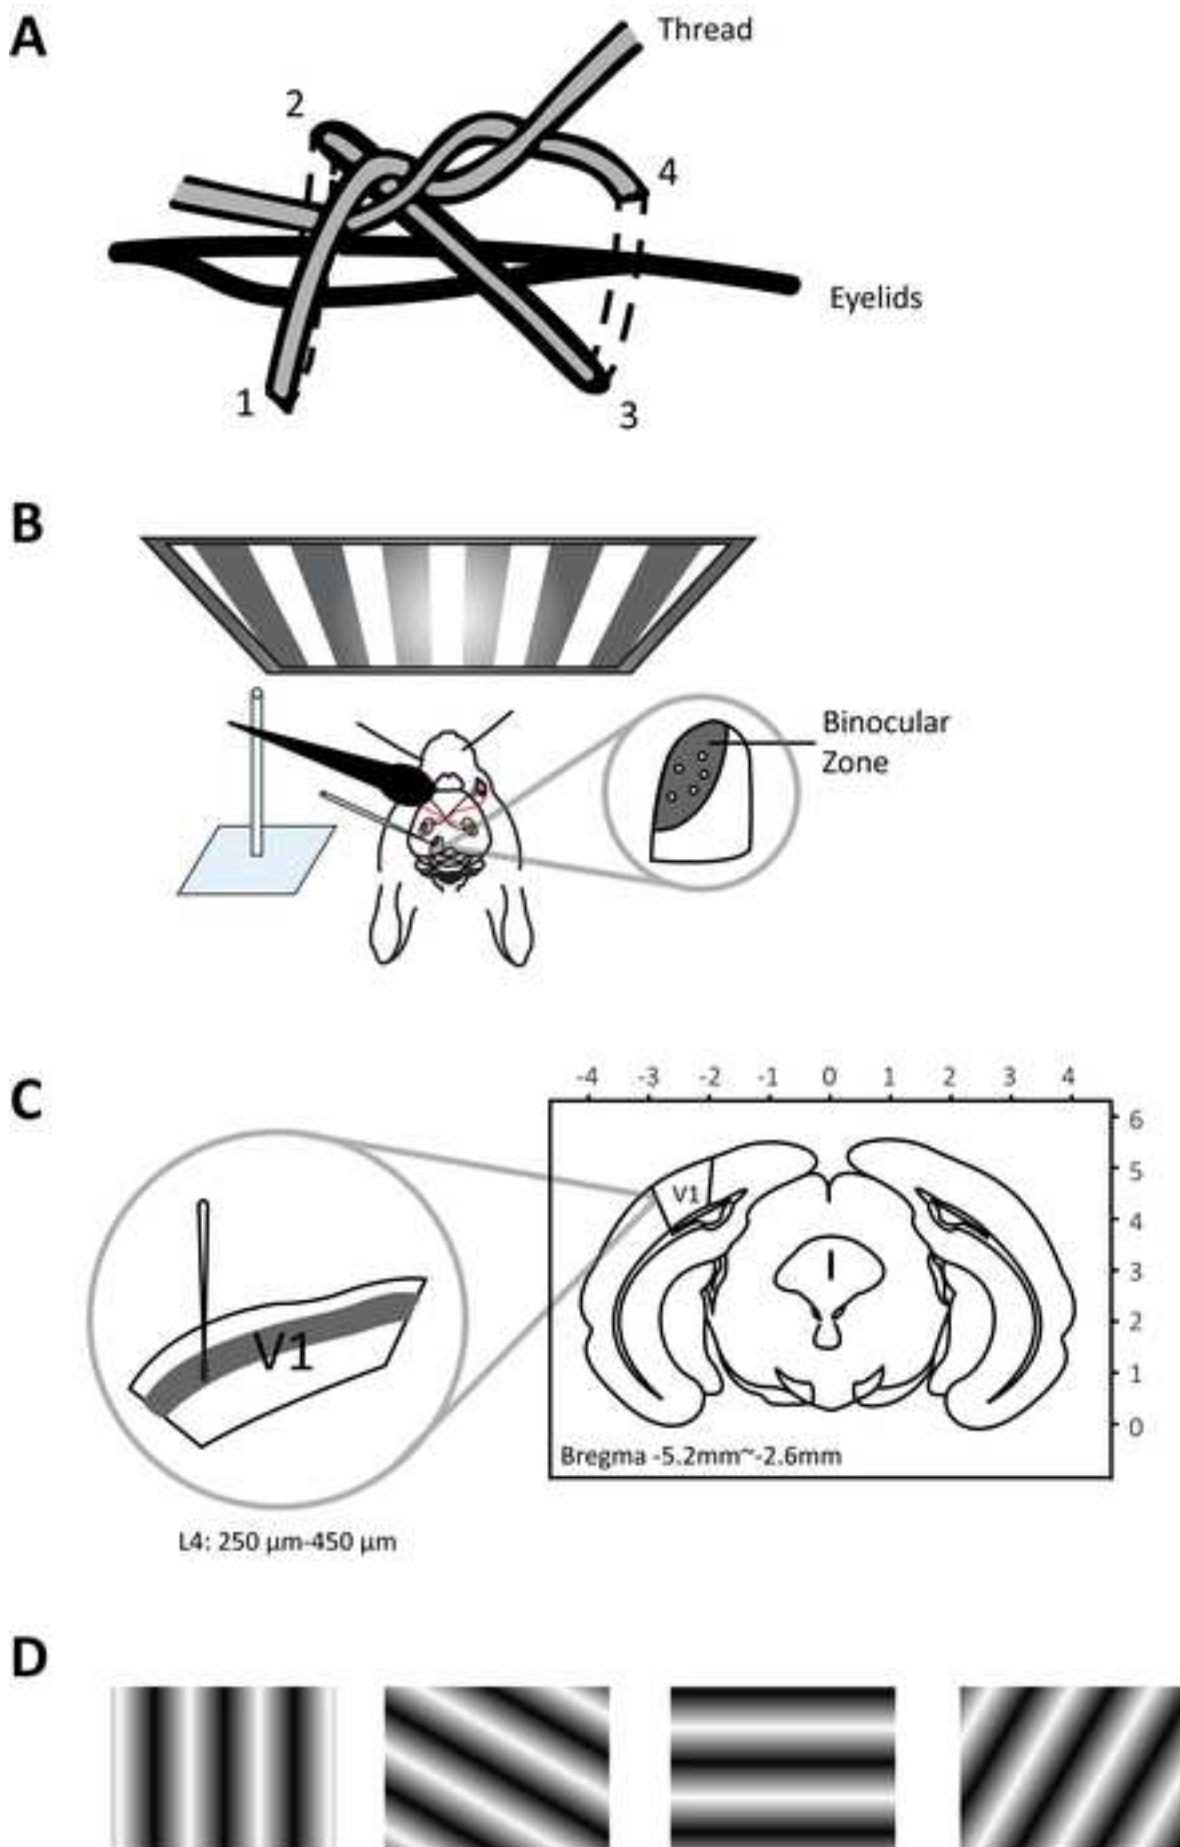 A
Thread
2
4
Eyelids
1
3
B
Binocular
Zone
C
-4 -3 -2 -1 0 1 2 3 4
6
5
V1
4
3
2
V1
1
0
Bregma -5.2mm~-2.6mm
L4: 250 µm-450 µm
D